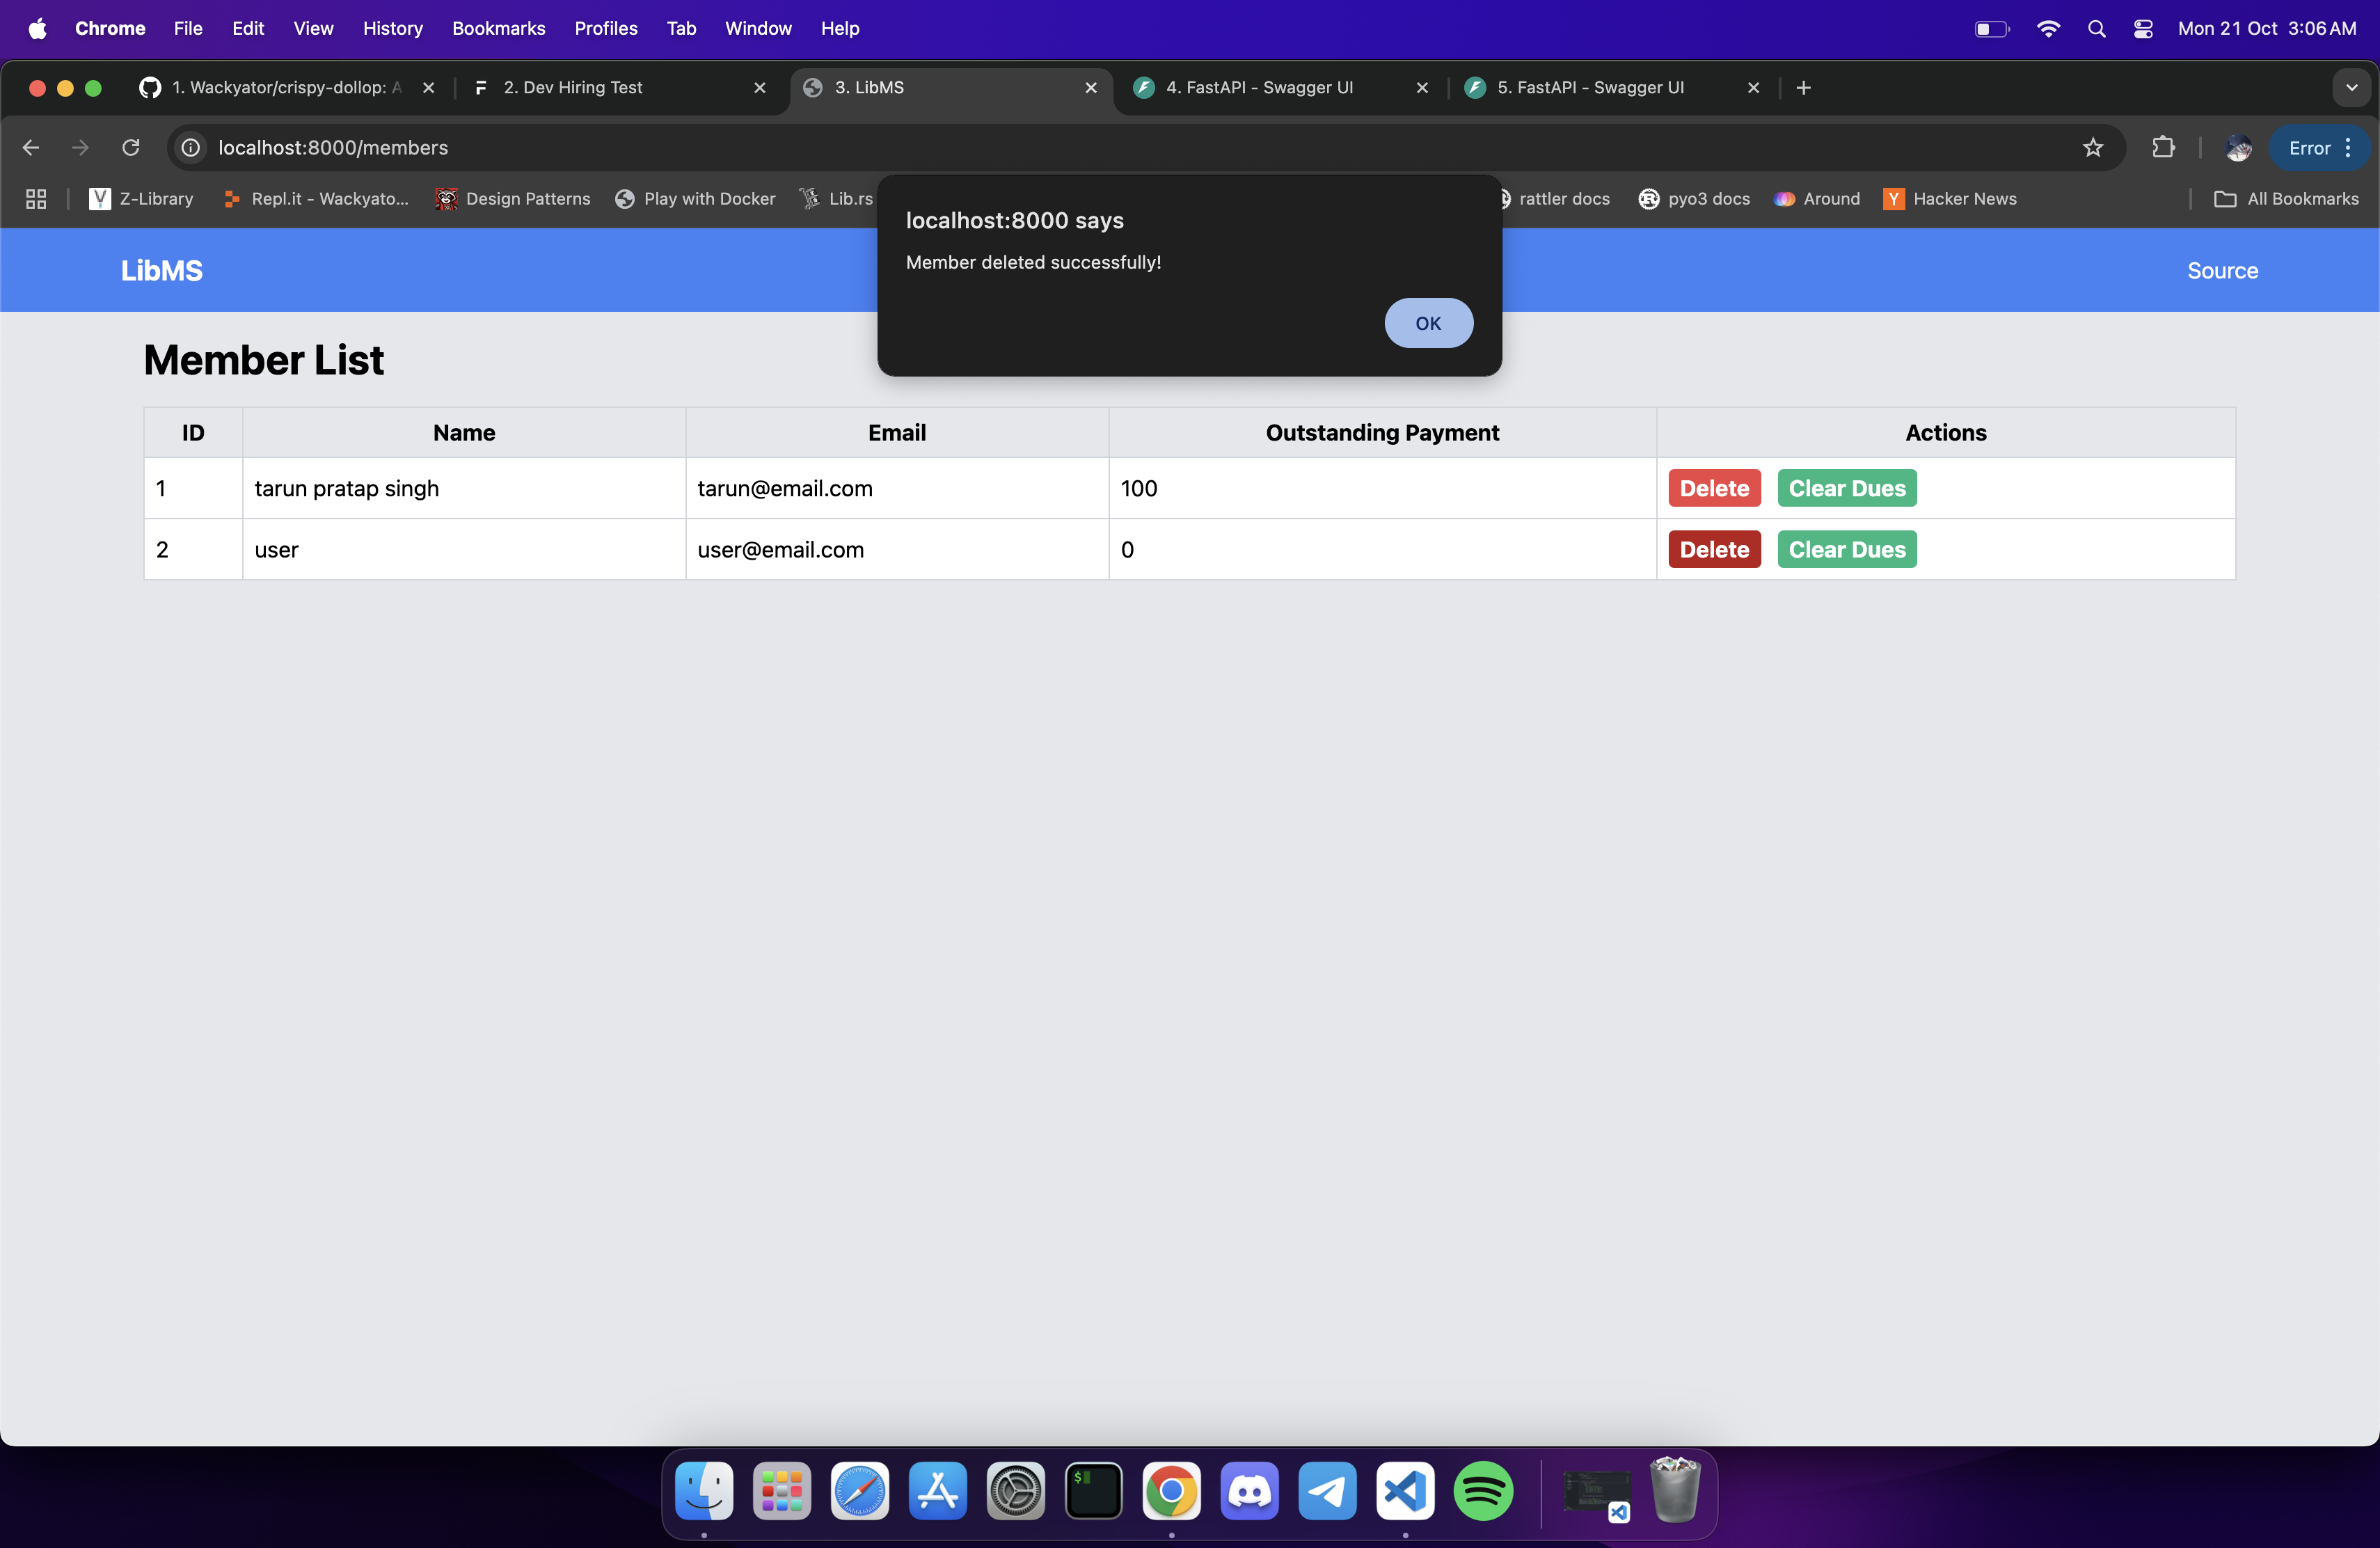 Chrome File Edit View History Bookmarks Profiles Tab Window Help Mon 21 Oct 3:06 AM
1. Wackyator/crispy-dollop: A 2. Dev Hiring Test 3. LibMS 4. FastAPI - Swagger UI 5. FastAPI - Swagger UI
localhost:8000/members Error
Z-Library Repl.it - Wackyato... Design Patterns Play with Docker Lib.rs rattler docs pyo3 docs Around Hacker News All Bookmarks
localhost:8000 says
Member deleted successfully!
OK
LibMS Source
Member List
ID Name Email Outstanding Payment Actions
1 tarun pratap singh tarun@email.com 100 Delete Clear Dues
2 user user@email.com 0 Delete Clear Dues